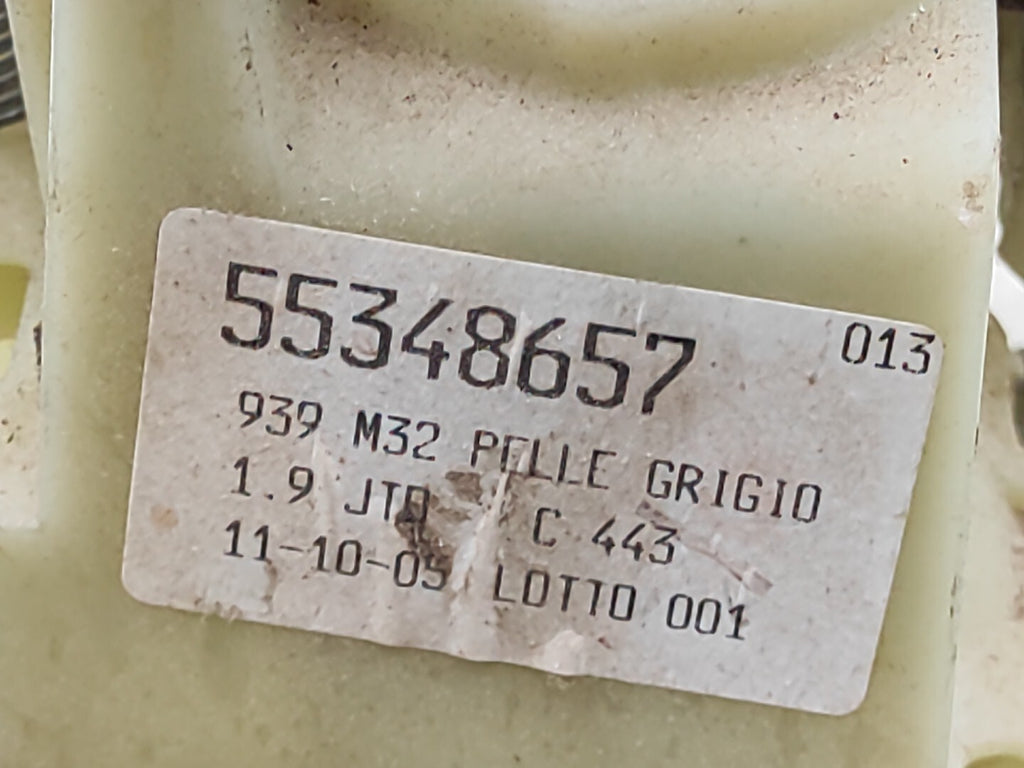 55348657 013
939 M32 PELLE GRIGIO
1.9 JTD C 443
11-10-05 LOTTO 001